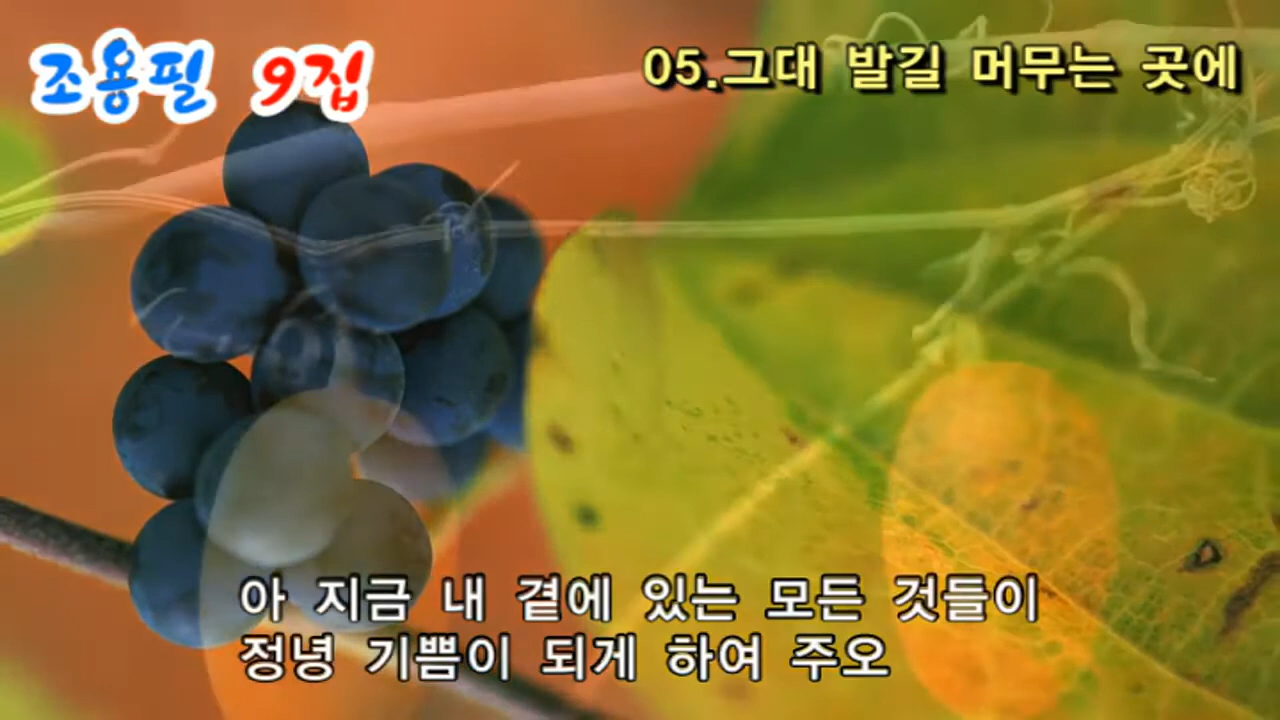 조용필 9집
05.그대 발길 머무는 곳에
아 지금 내 곁에 있는 모든 것들이
정녕 기쁨이 되게 하여 주오